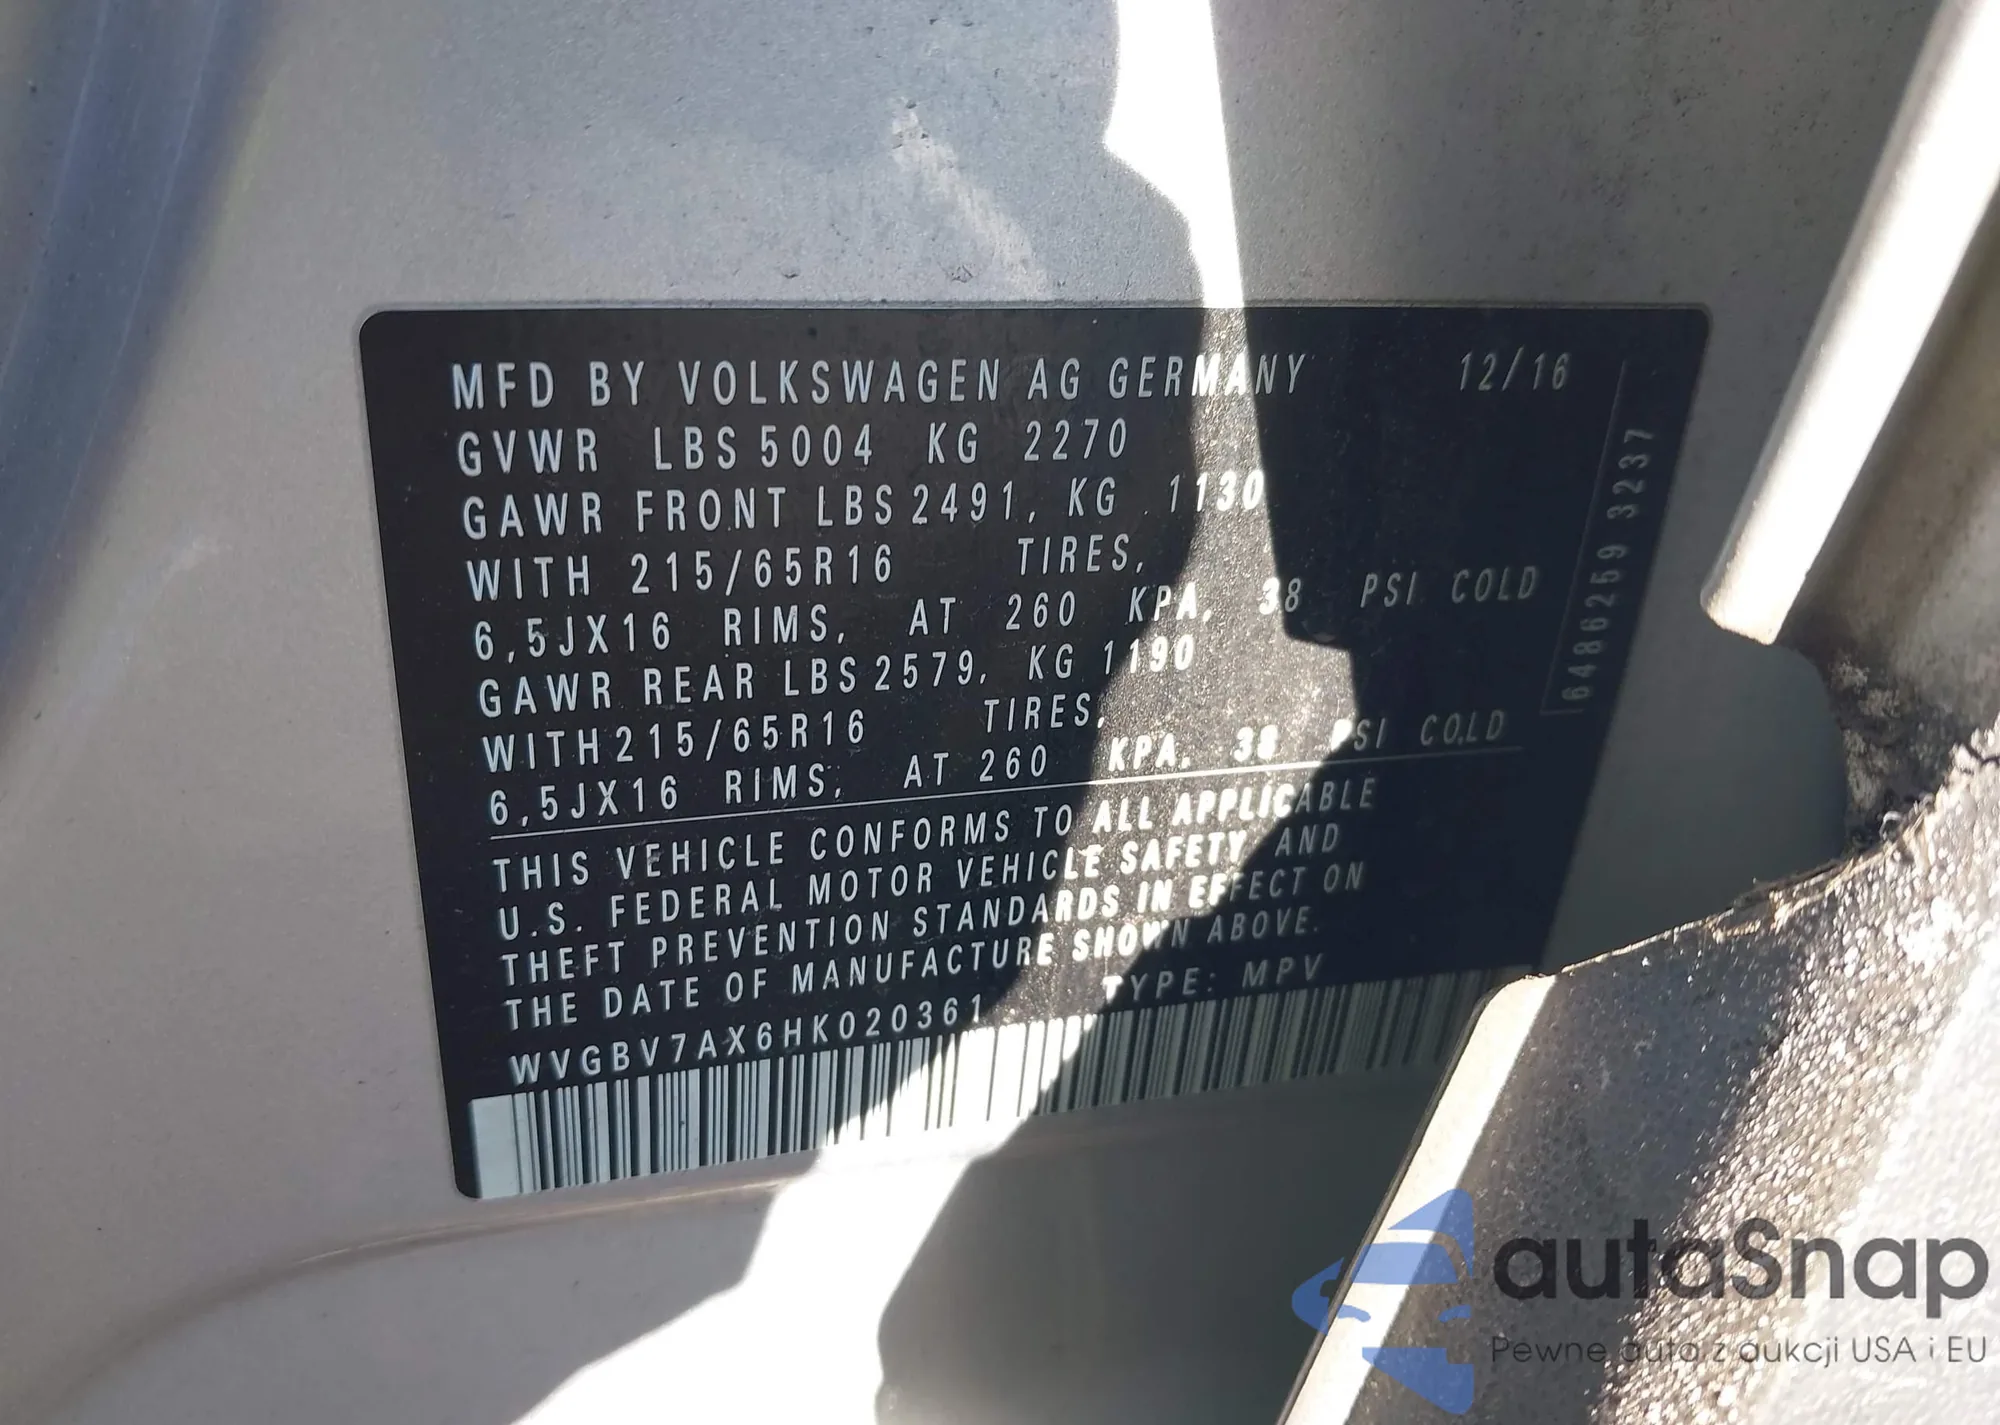 MFD BY VOLKSWAGEN AG GERMANY 12/16
GVWR LBS 5004 KG 2270
GAWR FRONT LBS 2491, KG 1130
WITH 215/65R16 TIRES,
6,5JX16 RIMS, AT 260 KPA, 38 PSI COLD
GAWR REAR LBS 2579, KG 1190
WITH 215/65R16 TIRES,
6,5JX16 RIMS, AT 260 KPA, 38 PSI COLD
THIS VEHICLE CONFORMS TO ALL APPLICABLE
U.S. FEDERAL MOTOR VEHICLE SAFETY AND
THEFT PREVENTION STANDARDS IN EFFECT ON
THE DATE OF MANUFACTURE SHOWN ABOVE.
WVGBV7AX6HK020361 TYPE: MPV
6486259 3237
autaSnap
Pewne auto z aukcji USA i EU